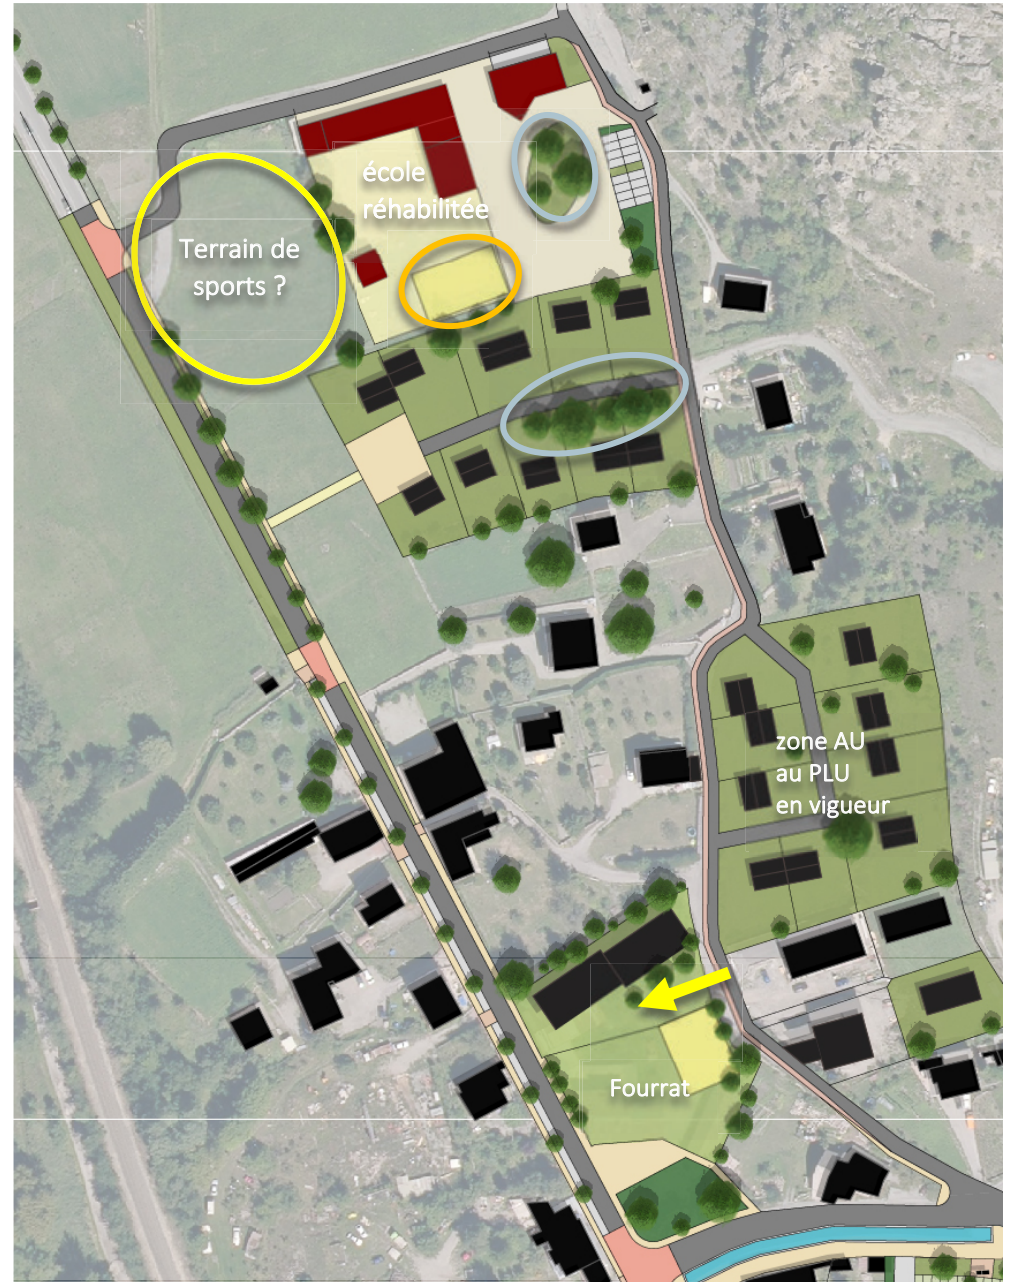 école
réhabilitée
Terrain de
sports ?
zone AU
au PLU
en vigueur
Fourrat